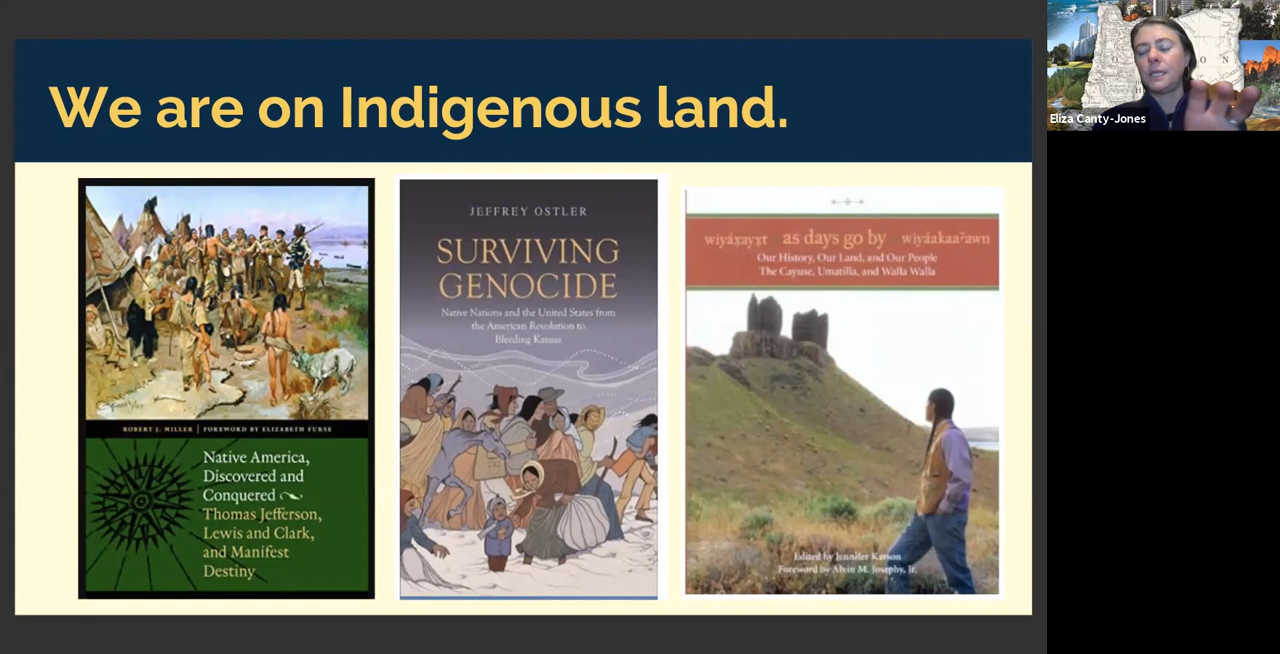 We are on Indigenous land.
ROBERT J. MILLER | FOREWORD BY ELIZABETH FURSE
Native America,
Discovered and
Conquered
Thomas Jefferson,
Lewis and Clark,
and Manifest
Destiny
JEFFREY OSTLER
SURVIVING
GENOCIDE
Native Nations and the United States from
the American Revolution to
Bleeding Kansas
wiyáx̣ayx̣t as days go by wiyáakaaʔawn
Our History, Our Land, and Our People
The Cayuse, Umatilla, and Walla Walla
Edited by Jennifer Karson
Foreword by Alvin M. Josephy, Jr.
Eliza Canty-Jones